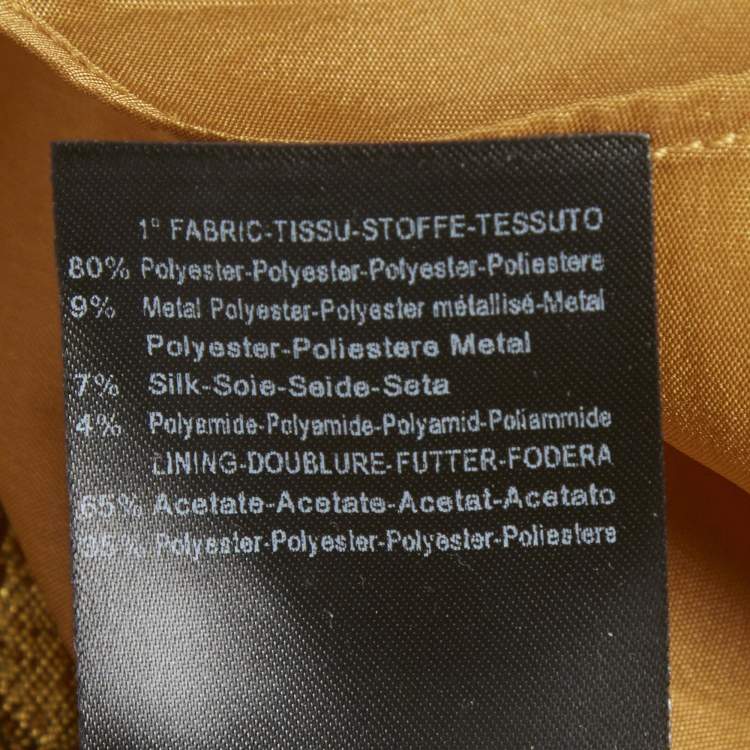 1° FABRIC-TISSU-STOFFE-TESSUTO
80% Polyester-Polyester-Polyester-Poliestere
9% Metal Polyester-Polyester métallisé-Metal
Polyester-Poliestere Metal
7% Silk-Soie-Seide-Seta
4% Polyamide-Polyamide-Polyamid-Poliammide
LINING-DOUBLURE-FUTTER-FODERA
65% Acetate-Acetate-Acetat-Acetato
35% Polyester-Polyester-Polyester-Poliestere